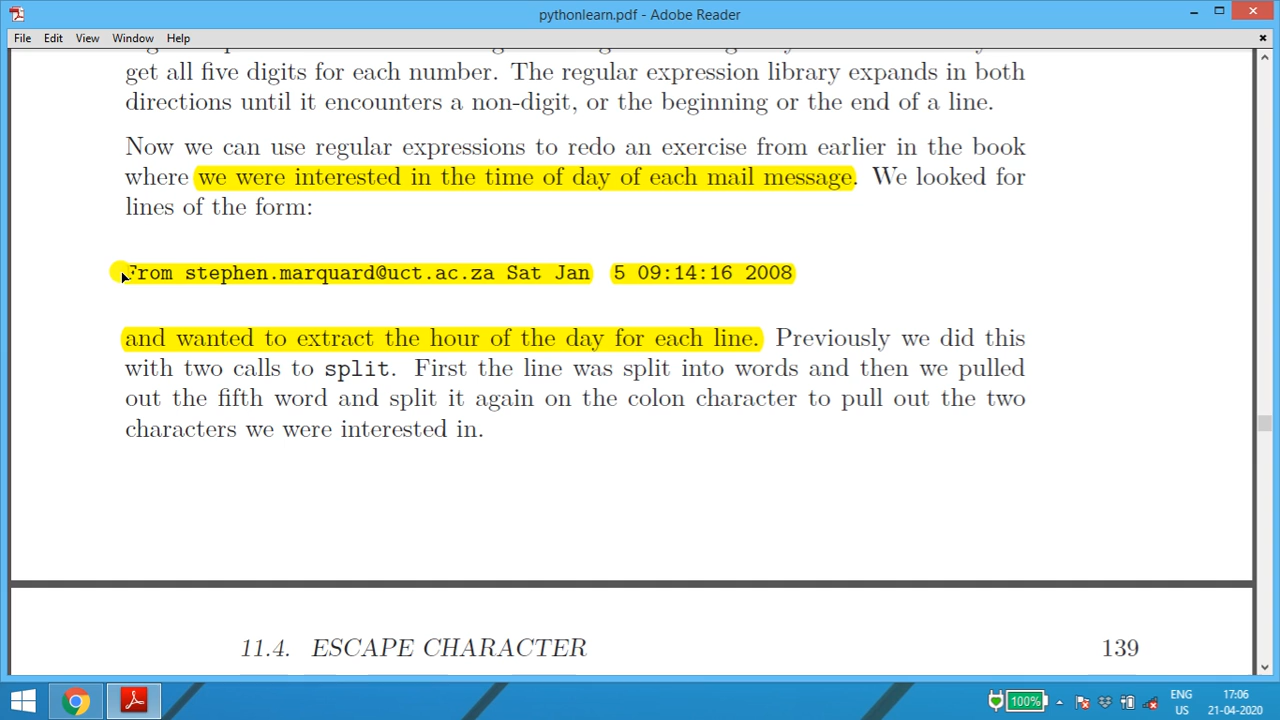 pythonlearn.pdf - Adobe Reader
File Edit View Window Help
get all five digits for each number. The regular expression library expands in both
directions until it encounters a non-digit, or the beginning or the end of a line.
Now we can use regular expressions to redo an exercise from earlier in the book
where we were interested in the time of day of each mail message. We looked for
lines of the form:
From stephen.marquard@uct.ac.za Sat Jan  5 09:14:16 2008
and wanted to extract the hour of the day for each line. Previously we did this
with two calls to split. First the line was split into words and then we pulled
out the fifth word and split it again on the colon character to pull out the two
characters we were interested in.
11.4. ESCAPE CHARACTER 139
100% ENG 17:06
US 21-04-2020